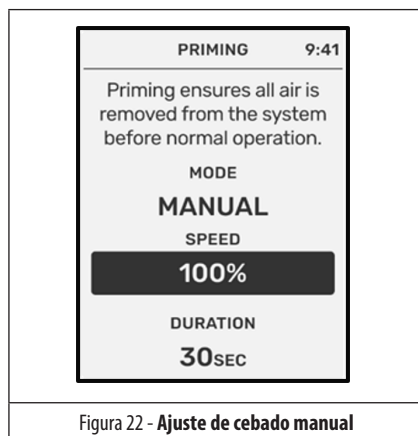 PRIMING 9:41
Priming ensures all air is
removed from the system
before normal operation.
MODE
MANUAL
SPEED
100%
DURATION
30SEC
Figura 22 - Ajuste de cebado manual